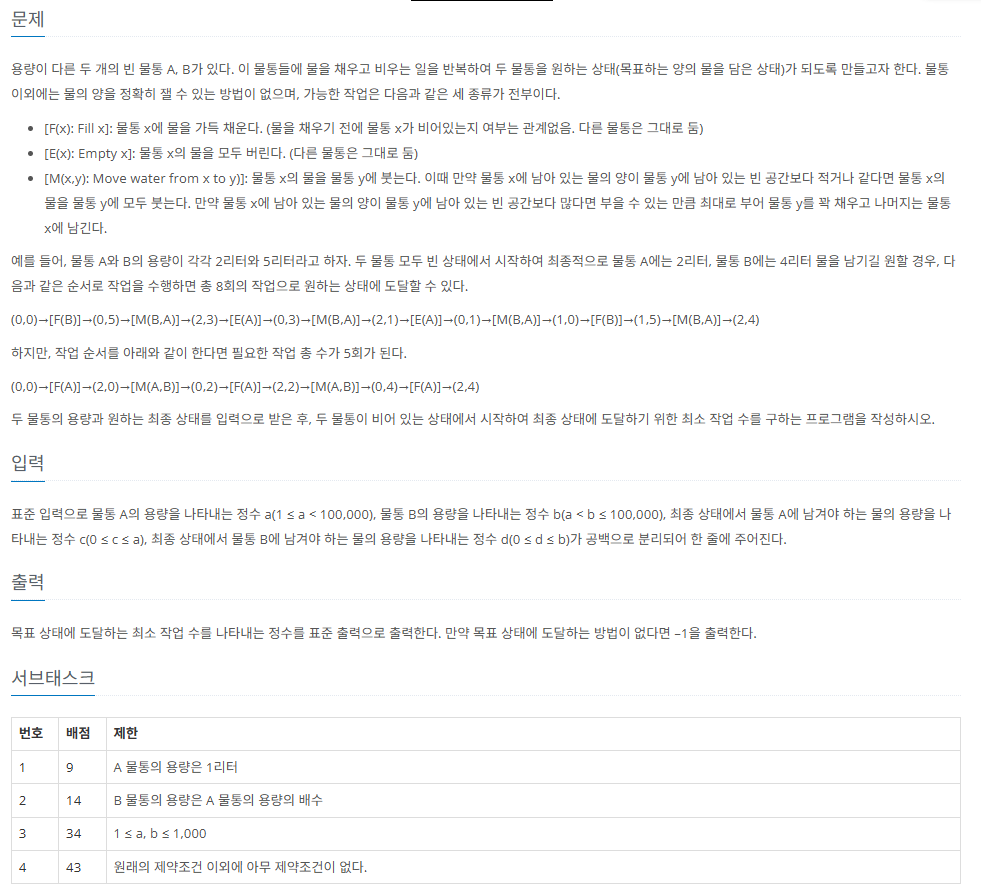 문제
용량이 다른 두 개의 빈 물통 A, B가 있다. 이 물통들에 물을 채우고 비우는 일을 반복하여 두 물통을 원하는 상태(목표하는 양의 물을 담은 상태)가 되도록 만들고자 한다. 물통
이외에는 물의 양을 정확히 잴 수 있는 방법이 없으며, 가능한 작업은 다음과 같은 세 종류가 전부이다.
• [F(x): Fill x]: 물통 x에 물을 가득 채운다. (물을 채우기 전에 물통 x가 비어있는지 여부는 관계없음. 다른 물통은 그대로 둠)
• [E(x): Empty x]: 물통 x의 물을 모두 버린다. (다른 물통은 그대로 둠)
• [M(x,y): Move water from x to y)]: 물통 x의 물을 물통 y에 붓는다. 이때 만약 물통 x에 남아 있는 물의 양이 물통 y에 남아 있는 빈 공간보다 적거나 같다면 물통 x의
물을 물통 y에 모두 붓는다. 만약 물통 x에 남아 있는 물의 양이 물통 y에 남아 있는 빈 공간보다 많다면 부을 수 있는 만큼 최대로 부어 물통 y를 꽉 채우고 나머지는 물통
x에 남긴다.
예를 들어, 물통 A와 B의 용량이 각각 2리터와 5리터라고 하자. 두 물통 모두 빈 상태에서 시작하여 최종적으로 물통 A에는 2리터, 물통 B에는 4리터 물을 남기길 원할 경우, 다
음과 같은 순서로 작업을 수행하면 총 8회의 작업으로 원하는 상태에 도달할 수 있다.
(0,0)→[F(B)]→(0,5)→[M(B,A)]→(2,3)→[E(A)]→(0,3)→[M(B,A)]→(2,1)→[E(A)]→(0,1)→[M(B,A)]→(1,0)→[F(B)]→(1,5)→[M(B,A)]→(2,4)
하지만, 작업 순서를 아래와 같이 한다면 필요한 작업 총 수가 5회가 된다.
(0,0)→[F(A)]→(2,0)→[M(A,B)]→(0,2)→[F(A)]→(2,2)→[M(A,B)]→(0,4)→[F(A)]→(2,4)
두 물통의 용량과 원하는 최종 상태를 입력으로 받은 후, 두 물통이 비어 있는 상태에서 시작하여 최종 상태에 도달하기 위한 최소 작업 수를 구하는 프로그램을 작성하시오.
입력
표준 입력으로 물통 A의 용량을 나타내는 정수 a(1 ≤ a < 100,000), 물통 B의 용량을 나타내는 정수 b(a < b ≤ 100,000), 최종 상태에서 물통 A에 남겨야 하는 물의 용량을 나
타내는 정수 c(0 ≤ c ≤ a), 최종 상태에서 물통 B에 남겨야 하는 물의 용량을 나타내는 정수 d(0 ≤ d ≤ b)가 공백으로 분리되어 한 줄에 주어진다.
출력
목표 상태에 도달하는 최소 작업 수를 나타내는 정수를 표준 출력으로 출력한다. 만약 목표 상태에 도달하는 방법이 없다면 –1을 출력한다.
서브태스크
번호 배점 제한
1 9 A 물통의 용량은 1리터
2 14 B 물통의 용량은 A 물통의 용량의 배수
3 34 1 ≤ a, b ≤ 1,000
4 43 원래의 제약조건 이외에 아무 제약조건이 없다.